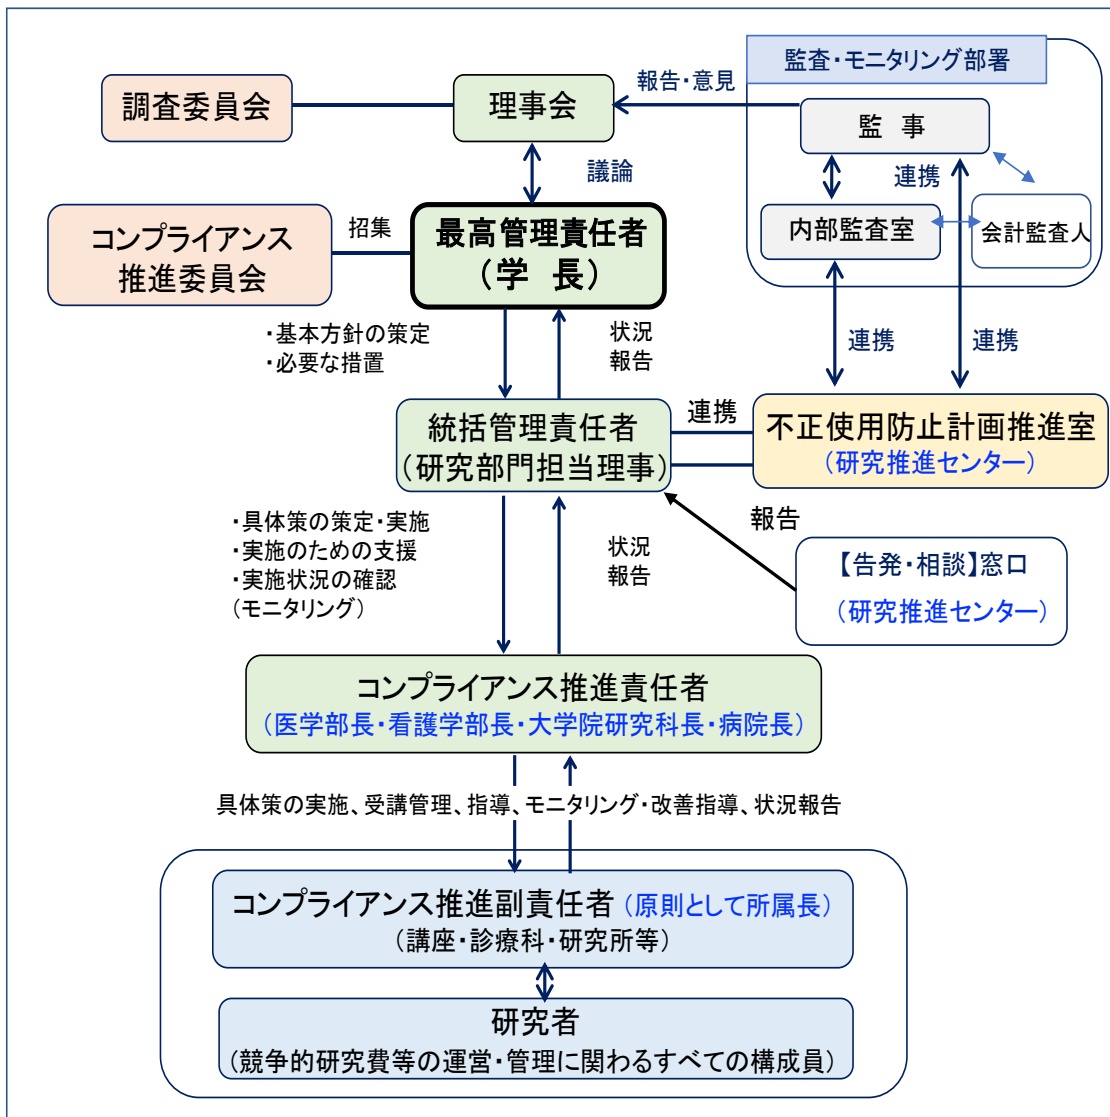 監査・モニタリング部署
調査委員会
理事会
報告・意見
監 事
議論
連携
コンプライアンス
推進委員会
招集
最高管理責任者
(学 長)
内部監査室
会計監査人
・基本方針の策定
・必要な措置
状況
報告
連携
連携
統括管理責任者
(研究部門担当理事)
連携
不正使用防止計画推進室
(研究推進センター)
・具体策の策定・実施
・実施のための支援
・実施状況の確認
(モニタリング)
状況
報告
報告
【告発・相談】窓口
(研究推進センター)
コンプライアンス推進責任者
(医学部長・看護学部長・大学院研究科長・病院長)
具体策の実施、受講管理、指導、モニタリング・改善指導、状況報告
コンプライアンス推進副責任者(原則として所属長)
(講座・診療科・研究所等)
研究者
(競争的研究費等の運営・管理に関わるすべての構成員)